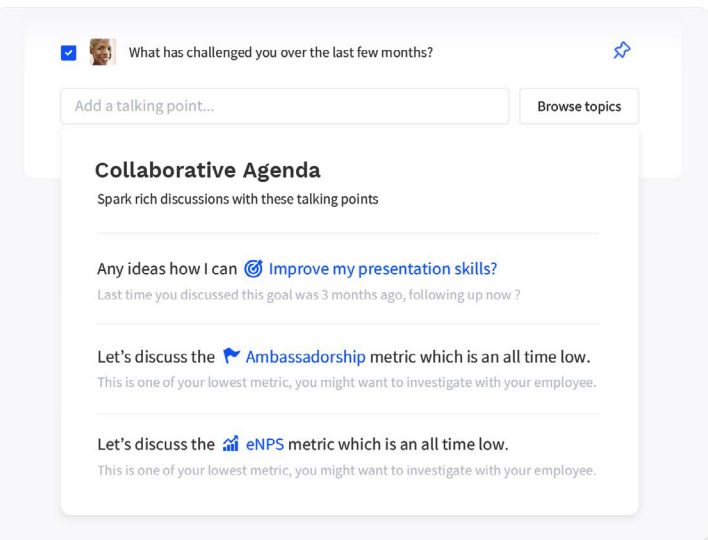 What has challenged you over the last few months?
Add a talking point...
Browse topics
Collaborative Agenda
Spark rich discussions with these talking points
Any ideas how I can Improve my presentation skills?
Last time you discussed this goal was 3 months ago, following up now ?
Let's discuss the Ambassadorship metric which is an all time low.
This is one of your lowest metric, you might want to investigate with your employee.
Let's discuss the eNPS metric which is an all time low.
This is one of your lowest metric, you might want to investigate with your employee.